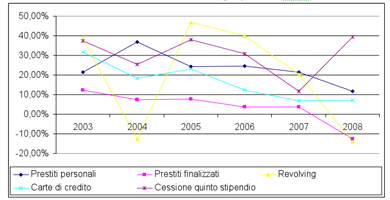 50,00%
40,00%
30,00%
20,00%
10,00%
0,00%
-10,00%
-20,00%
2003 2004 2005 2006 2007 2008
Prestiti personali Prestiti finalizzati Revolving
Carte di credito Cessione quinto stipendio